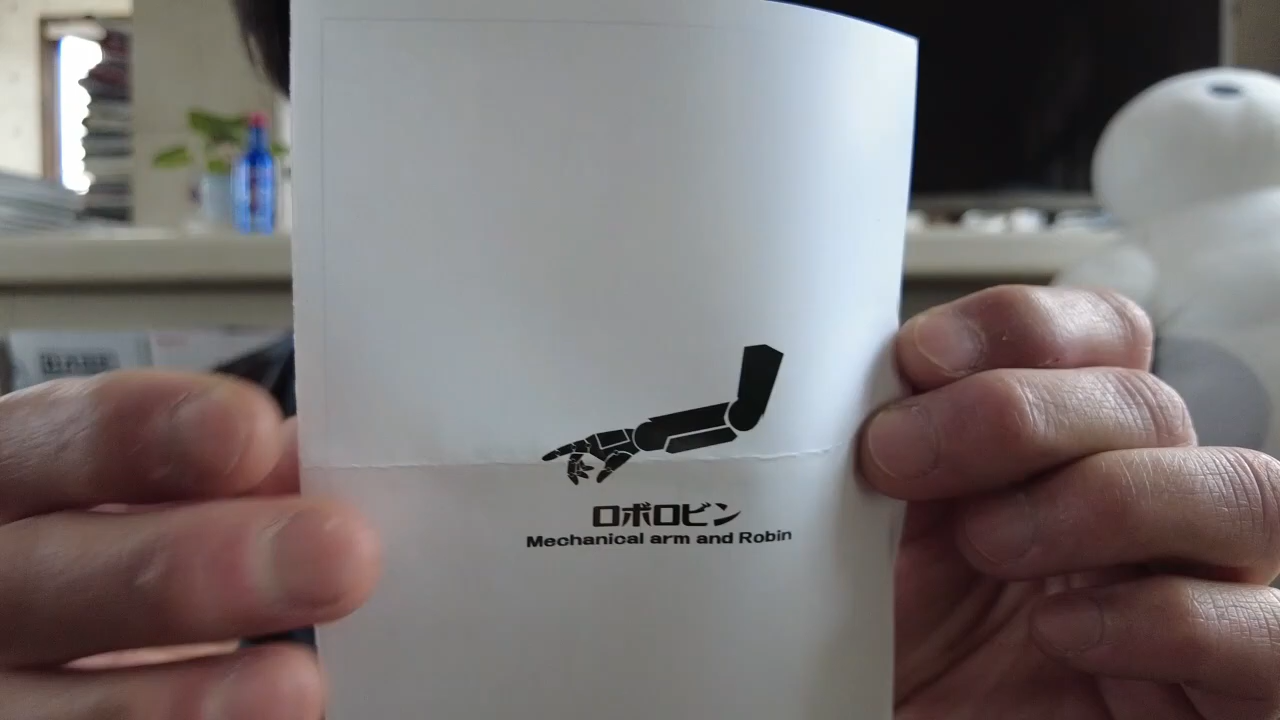 ロボロビン
Mechanical arm and Robin